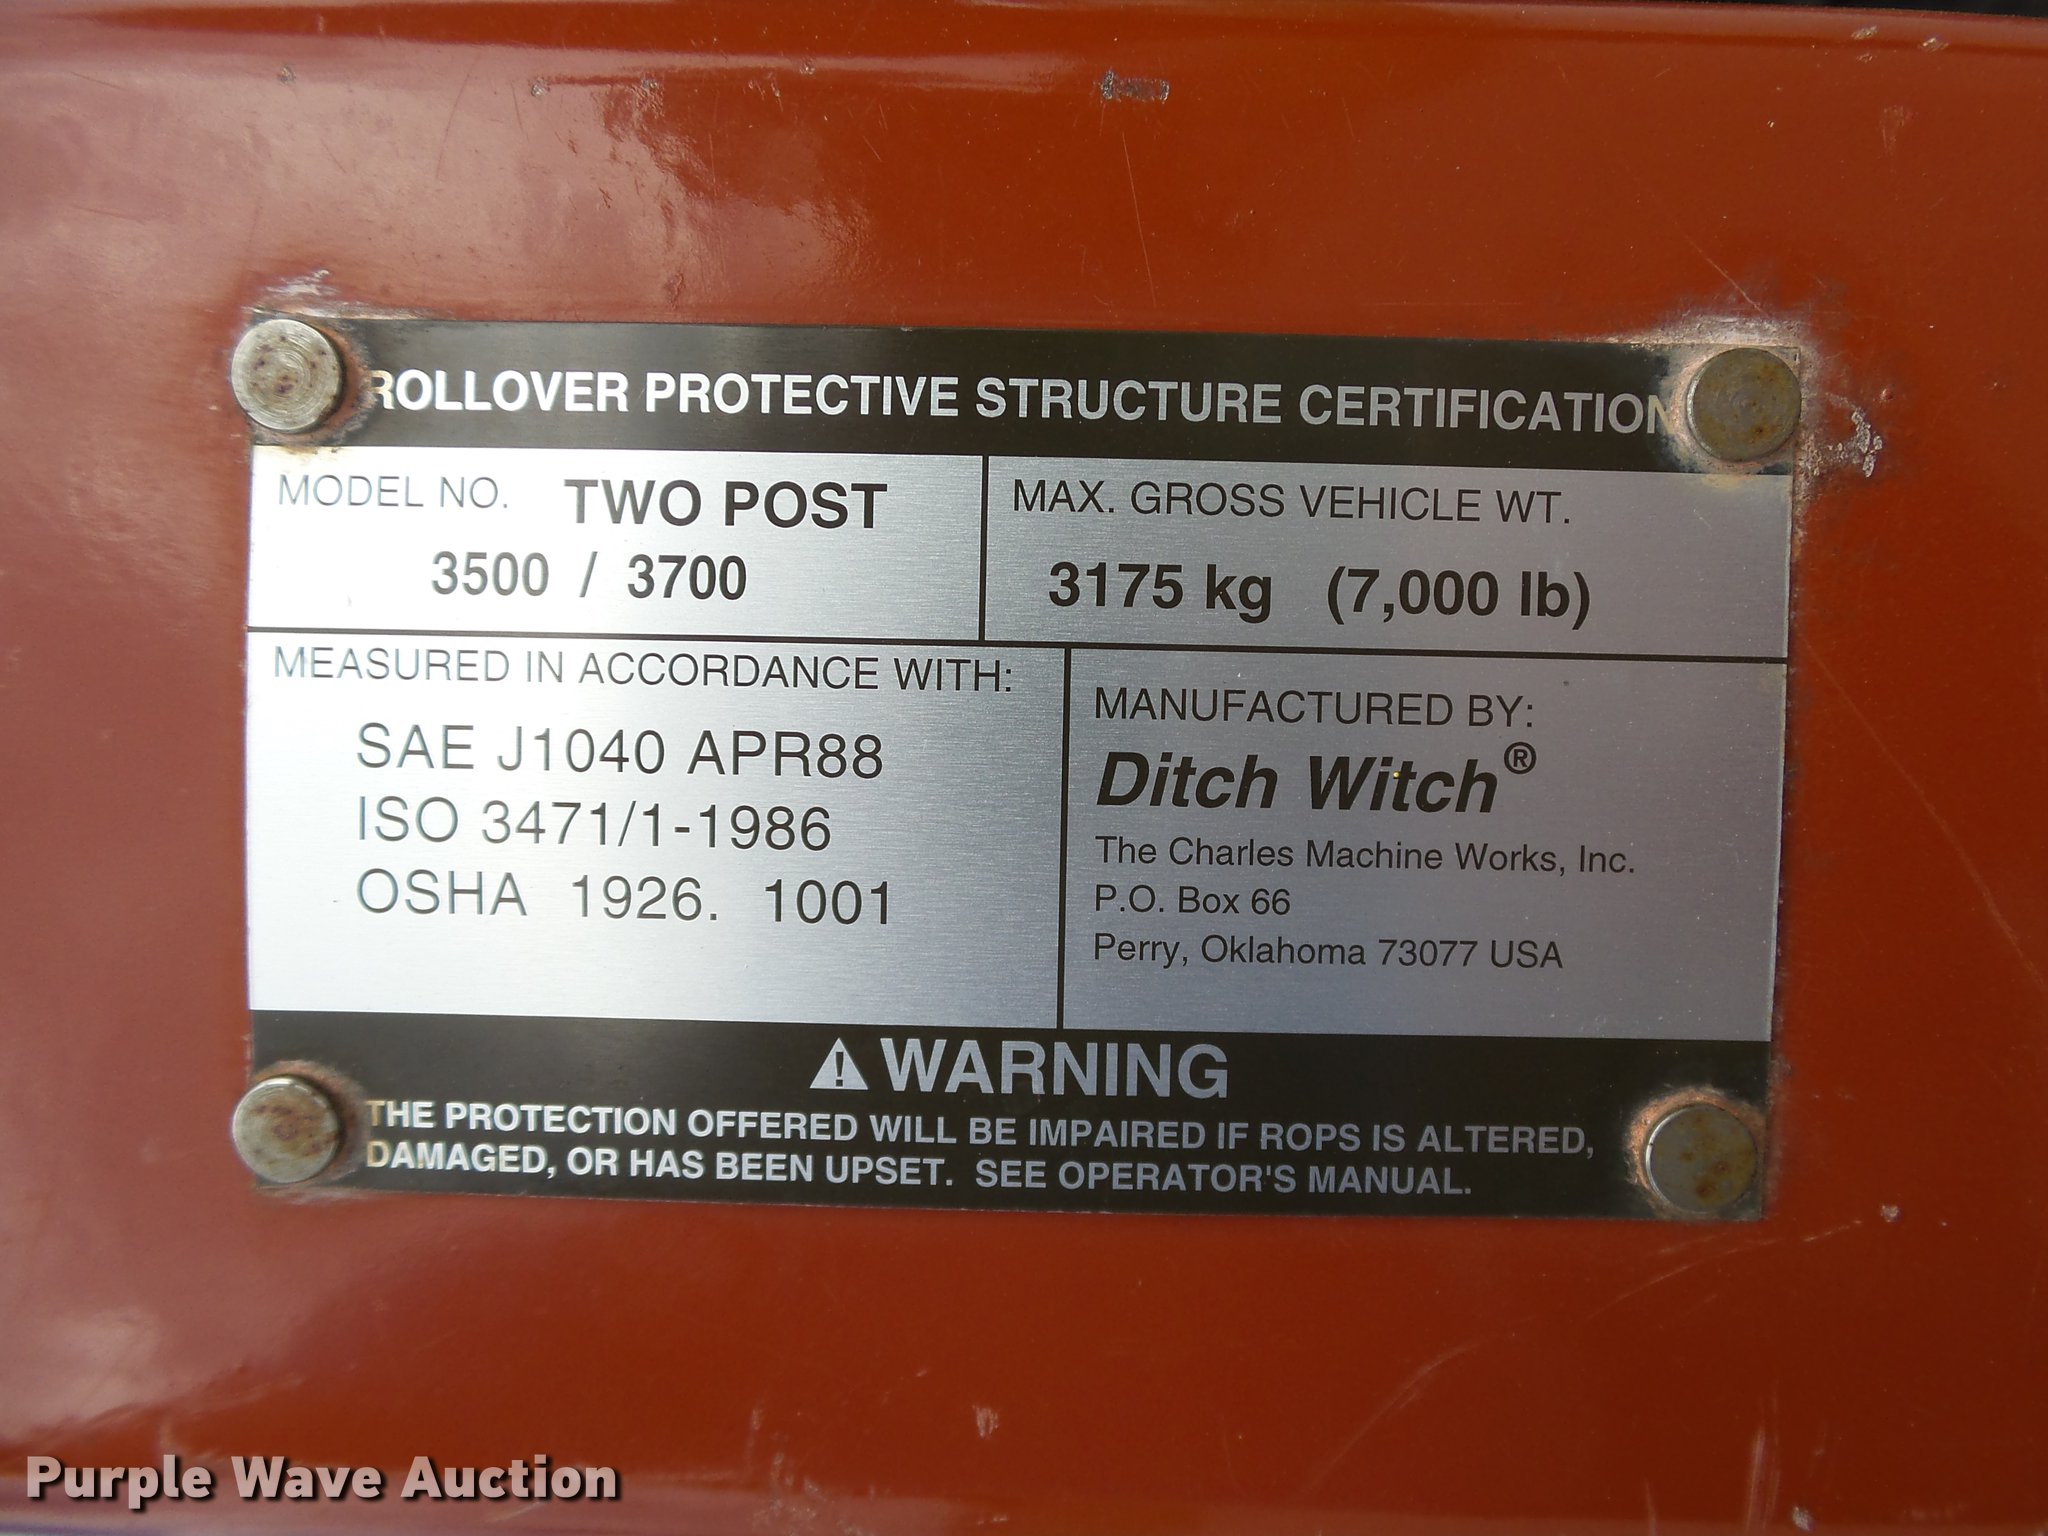 ROLLOVER PROTECTIVE STRUCTURE CERTIFICATION
MODEL NO. TWO POST
3500 / 3700
MAX. GROSS VEHICLE WT.
3175 kg (7,000 lb)
MEASURED IN ACCORDANCE WITH:
SAE J1040 APR88
ISO 3471/1-1986
OSHA 1926. 1001
MANUFACTURED BY:
Ditch Witch®
The Charles Machine Works, Inc.
P.O. Box 66
Perry, Oklahoma 73077 USA
WARNING
THE PROTECTION OFFERED WILL BE IMPAIRED IF ROPS IS ALTERED,
DAMAGED, OR HAS BEEN UPSET. SEE OPERATOR'S MANUAL.
Purple Wave Auction